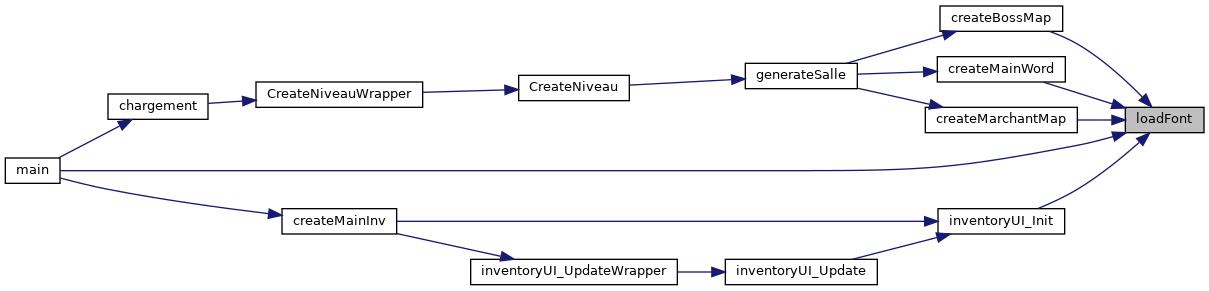 createBossMap
createMainWord
generateSalle
CreateNiveau
CreateNiveauWrapper
chargement
createMarchantMap
loadFont
main
createMainInv
inventoryUI_Init
inventoryUI_UpdateWrapper
inventoryUI_Update